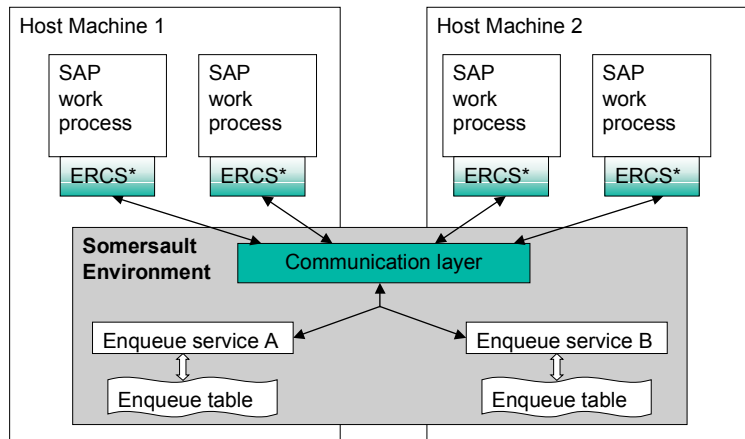 Host Machine 1
Host Machine 2
SAP
work
process
SAP
work
process
SAP
work
process
SAP
work
process
ERCS*
ERCS*
ERCS*
ERCS*
Somersault
Environment
Communication layer
Enqueue service A
Enqueue service B
Enqueue table
Enqueue table